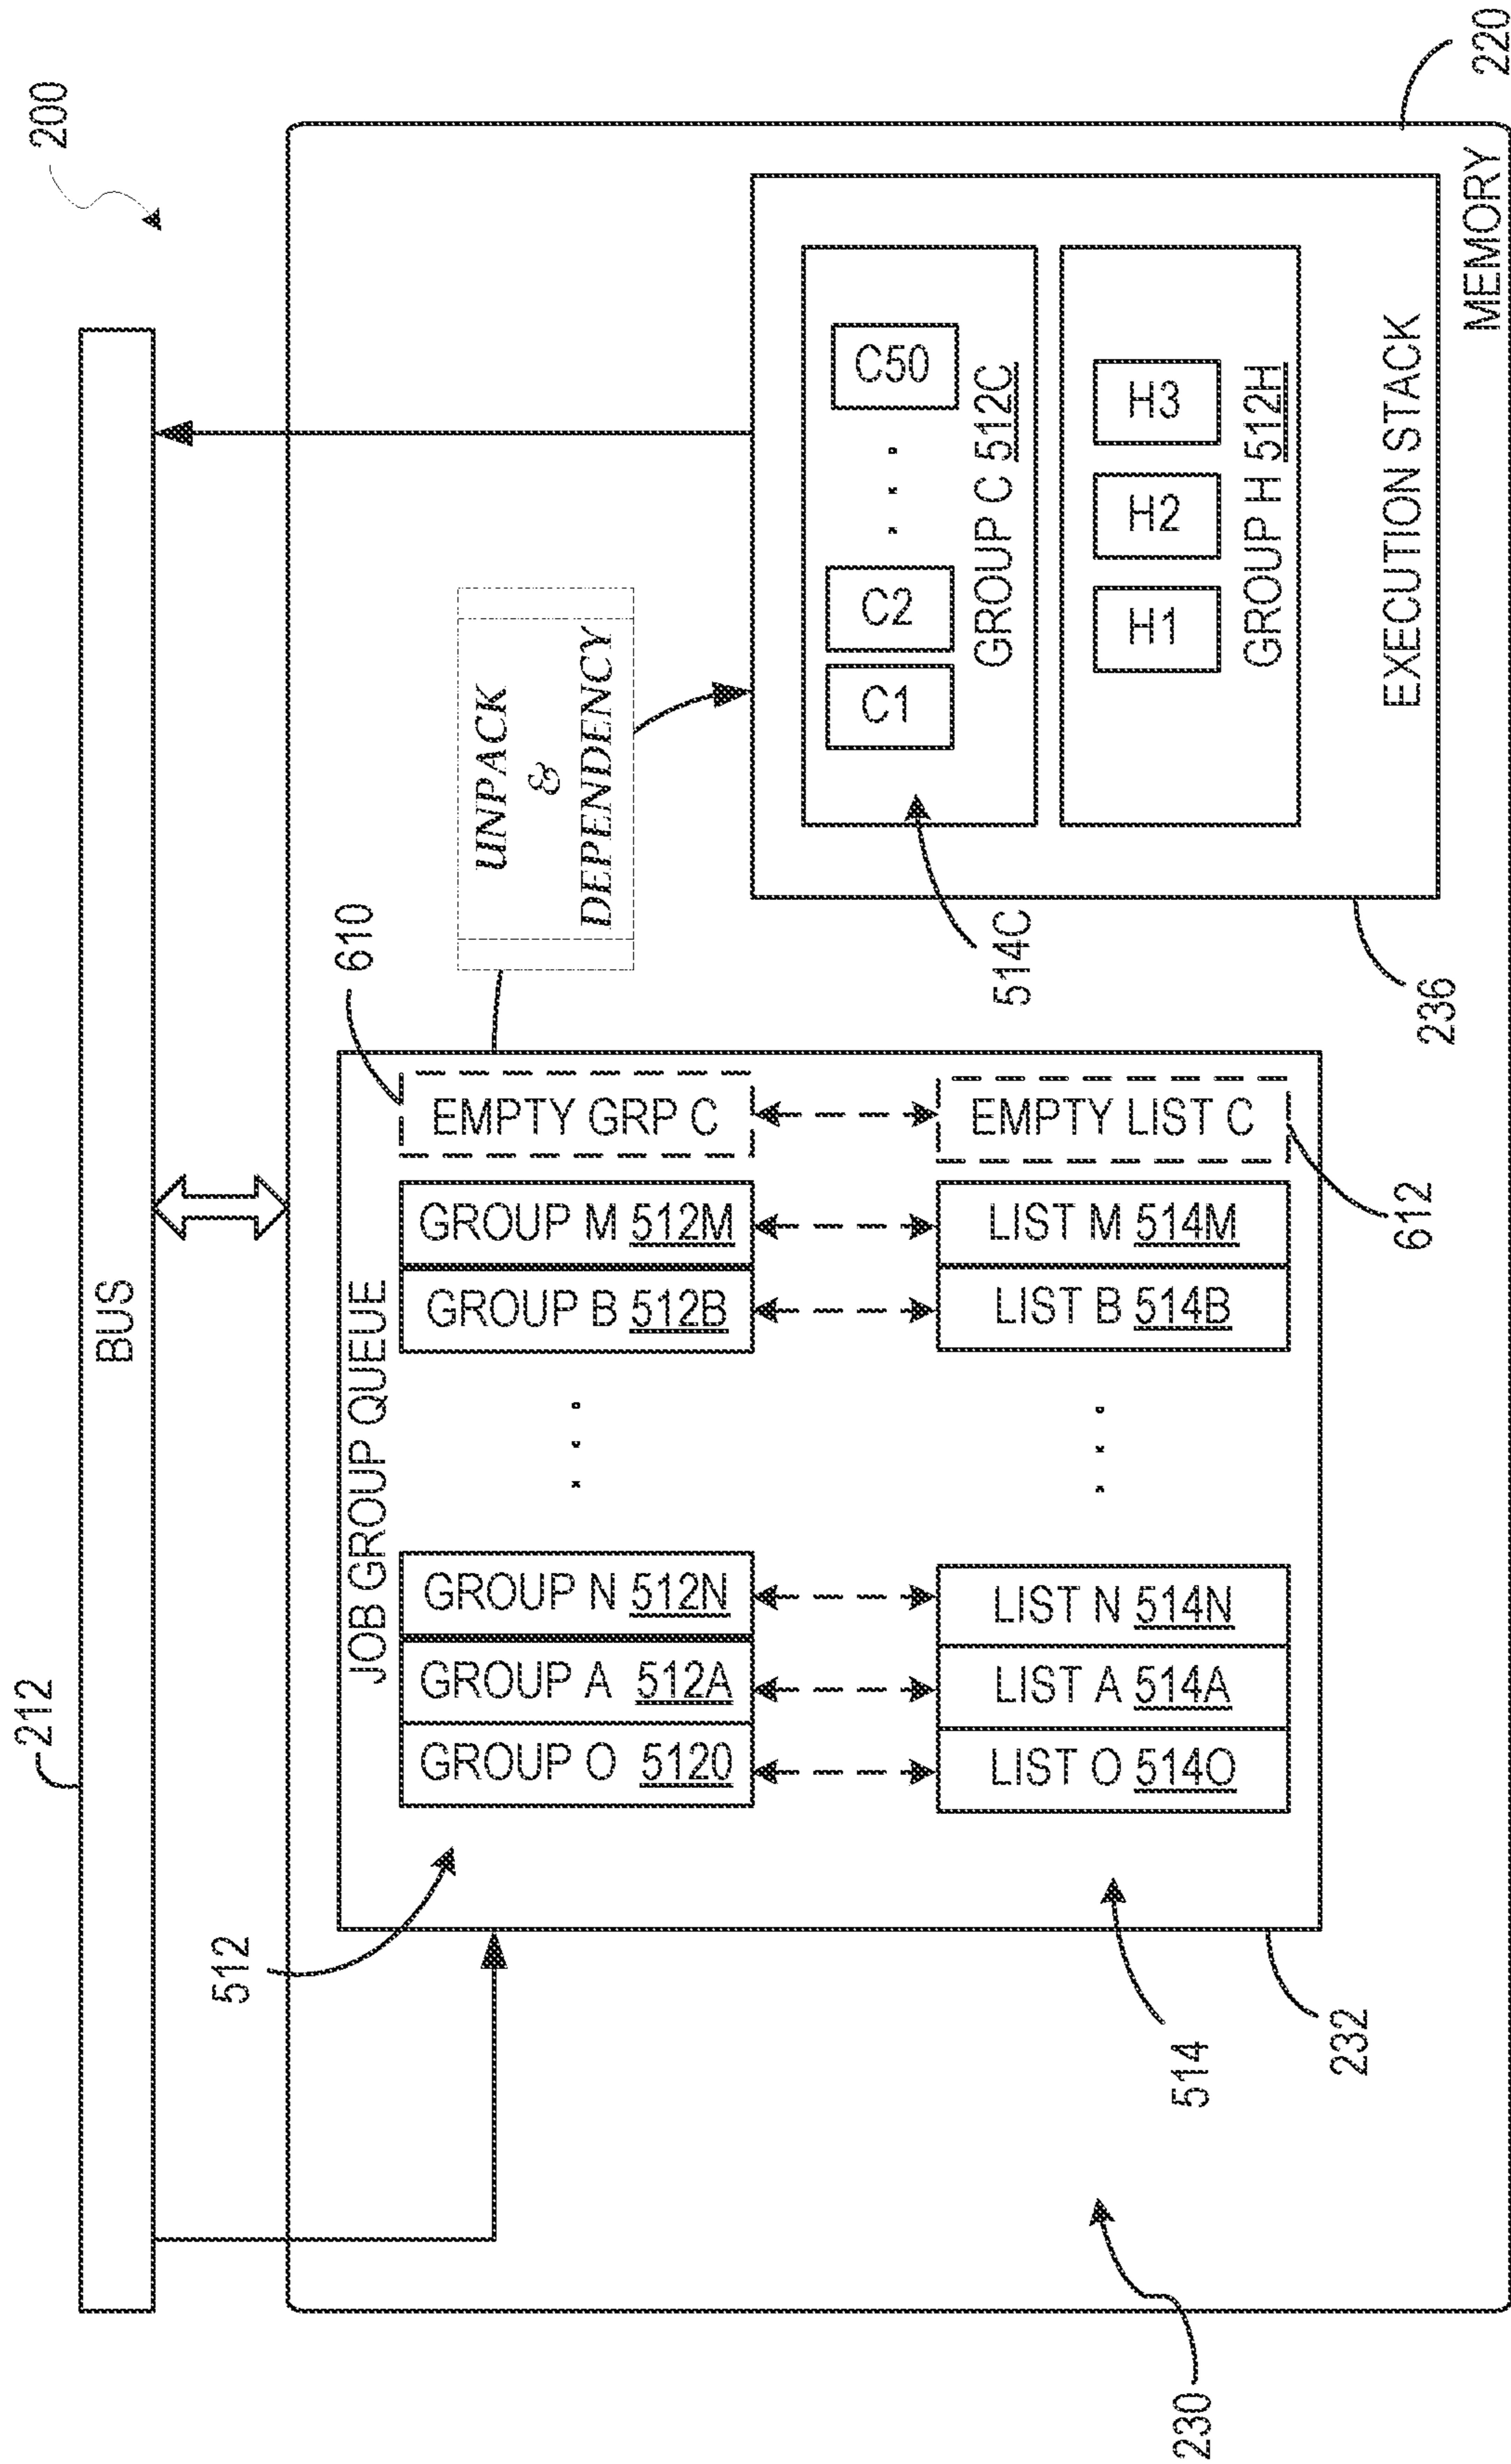 200
212
BUS
512
JOB GROUP QUEUE
GROUP O 5120
GROUP A 512A
GROUP N 512N
. . .
GROUP B 512B
GROUP M 512M
EMPTY GRP C
610
LIST O 514O
LIST A 514A
LIST N 514N
. . .
LIST B 514B
LIST M 514M
EMPTY LIST C
612
514
232
230
UNPACK
&
DEPENDENCY
C1
C2
. . .
C50
GROUP C 512C
514C
H1
H2
H3
GROUP H 512H
EXECUTION STACK
236
MEMORY
220